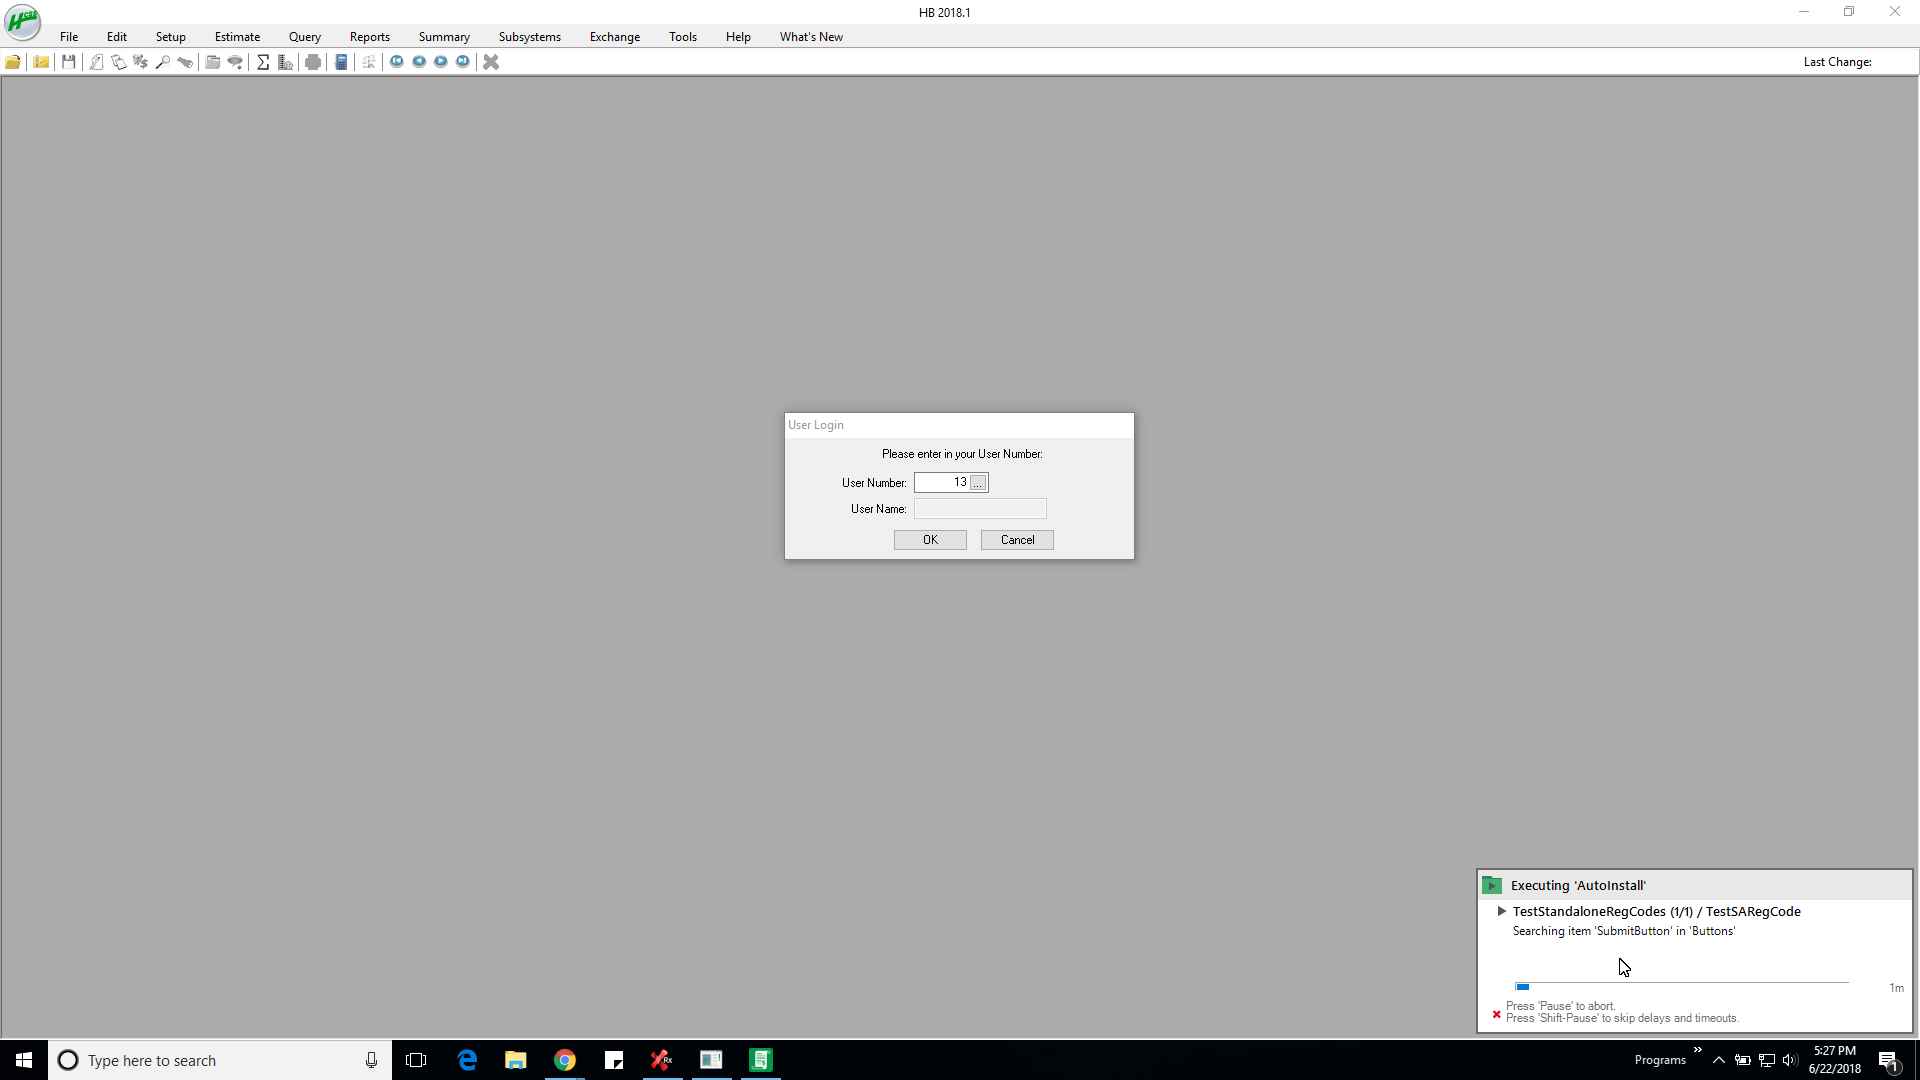 HB 2018.1
File Edit Setup Estimate Query Reports Summary Subsystems Exchange Tools Help What's New
Last Change:
User Login
Please enter in your User Number:
User Number: 13 ...
User Name:
OK Cancel
Executing 'AutoInstall'
TestStandaloneRegCodes (1/1) / TestSARegCode
Searching item 'SubmitButton' in 'Buttons'
1m
Press 'Pause' to abort.
Press 'Shift-Pause' to skip delays and timeouts.
Type here to search
Programs
5:27 PM
6/22/2018
1